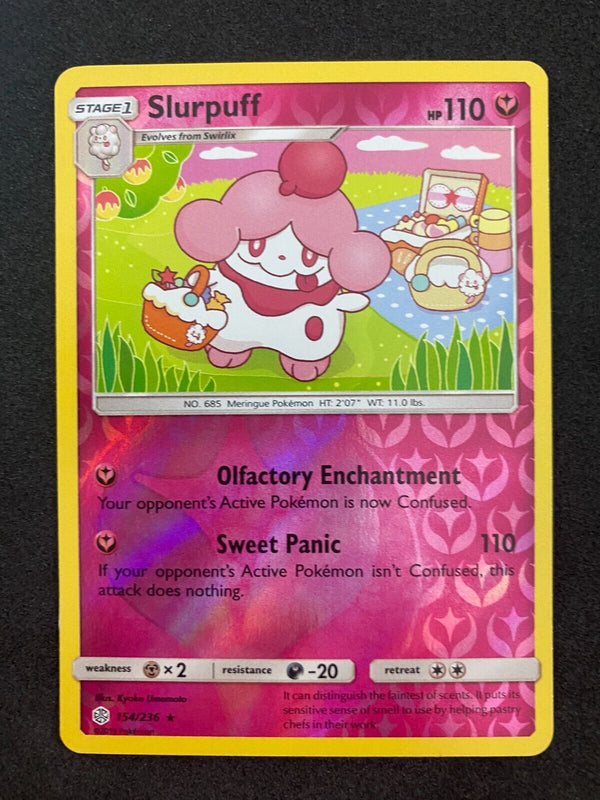 STAGE 1 Slurpuff HP 110
Evolves from Swirlix
NO. 685 Meringue Pokémon HT: 2'07" WT: 11.0 lbs.
Olfactory Enchantment
Your opponent's Active Pokémon is now Confused.
Sweet Panic 110
If your opponent's Active Pokémon isn't Confused, this
attack does nothing.
weakness ×2 resistance -20 retreat
Illus. Kyoko Umemoto
154/236 ★
©2019 Pokémon
It can distinguish the faintest of scents. It puts its
sensitive sense of smell to use by helping pastry
chefs in their work.